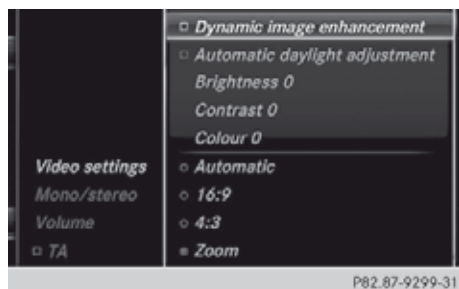 Dynamic image enhancement
Automatic daylight adjustment
Brightness 0
Contrast 0
Colour 0
Video settings
Automatic
Mono/stereo
16:9
Volume
4:3
TA
Zoom
P82.87-9299-31